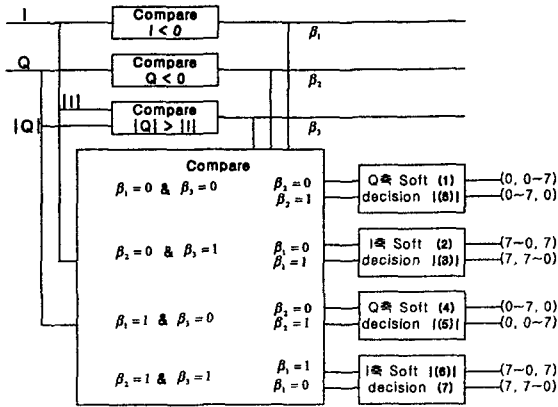 I
Compare
I < 0
β₁
Q
Compare
Q < 0
β₂
|I|
|Q|
Compare
|Q| > |I|
β₃
Compare
β₁ = 0 & β₃ = 0
β₂ = 0
β₂ = 1
Q축 Soft (1)
decision |(8)|
(0, 0~7)
(0~7, 0)
β₂ = 0 & β₃ = 1
β₁ = 0
β₁ = 1
I축 Soft (2)
decision |(3)|
(7~0, 7)
(7, 7~0)
β₁ = 1 & β₃ = 0
β₂ = 0
β₂ = 1
Q축 Soft (4)
decision |(5)|
(0~7, 0)
(0, 0~7)
β₂ = 1 & β₃ = 1
β₁ = 1
β₁ = 0
I축 Soft |(6)|
decision (7)
(7~0, 7)
(7, 7~0)